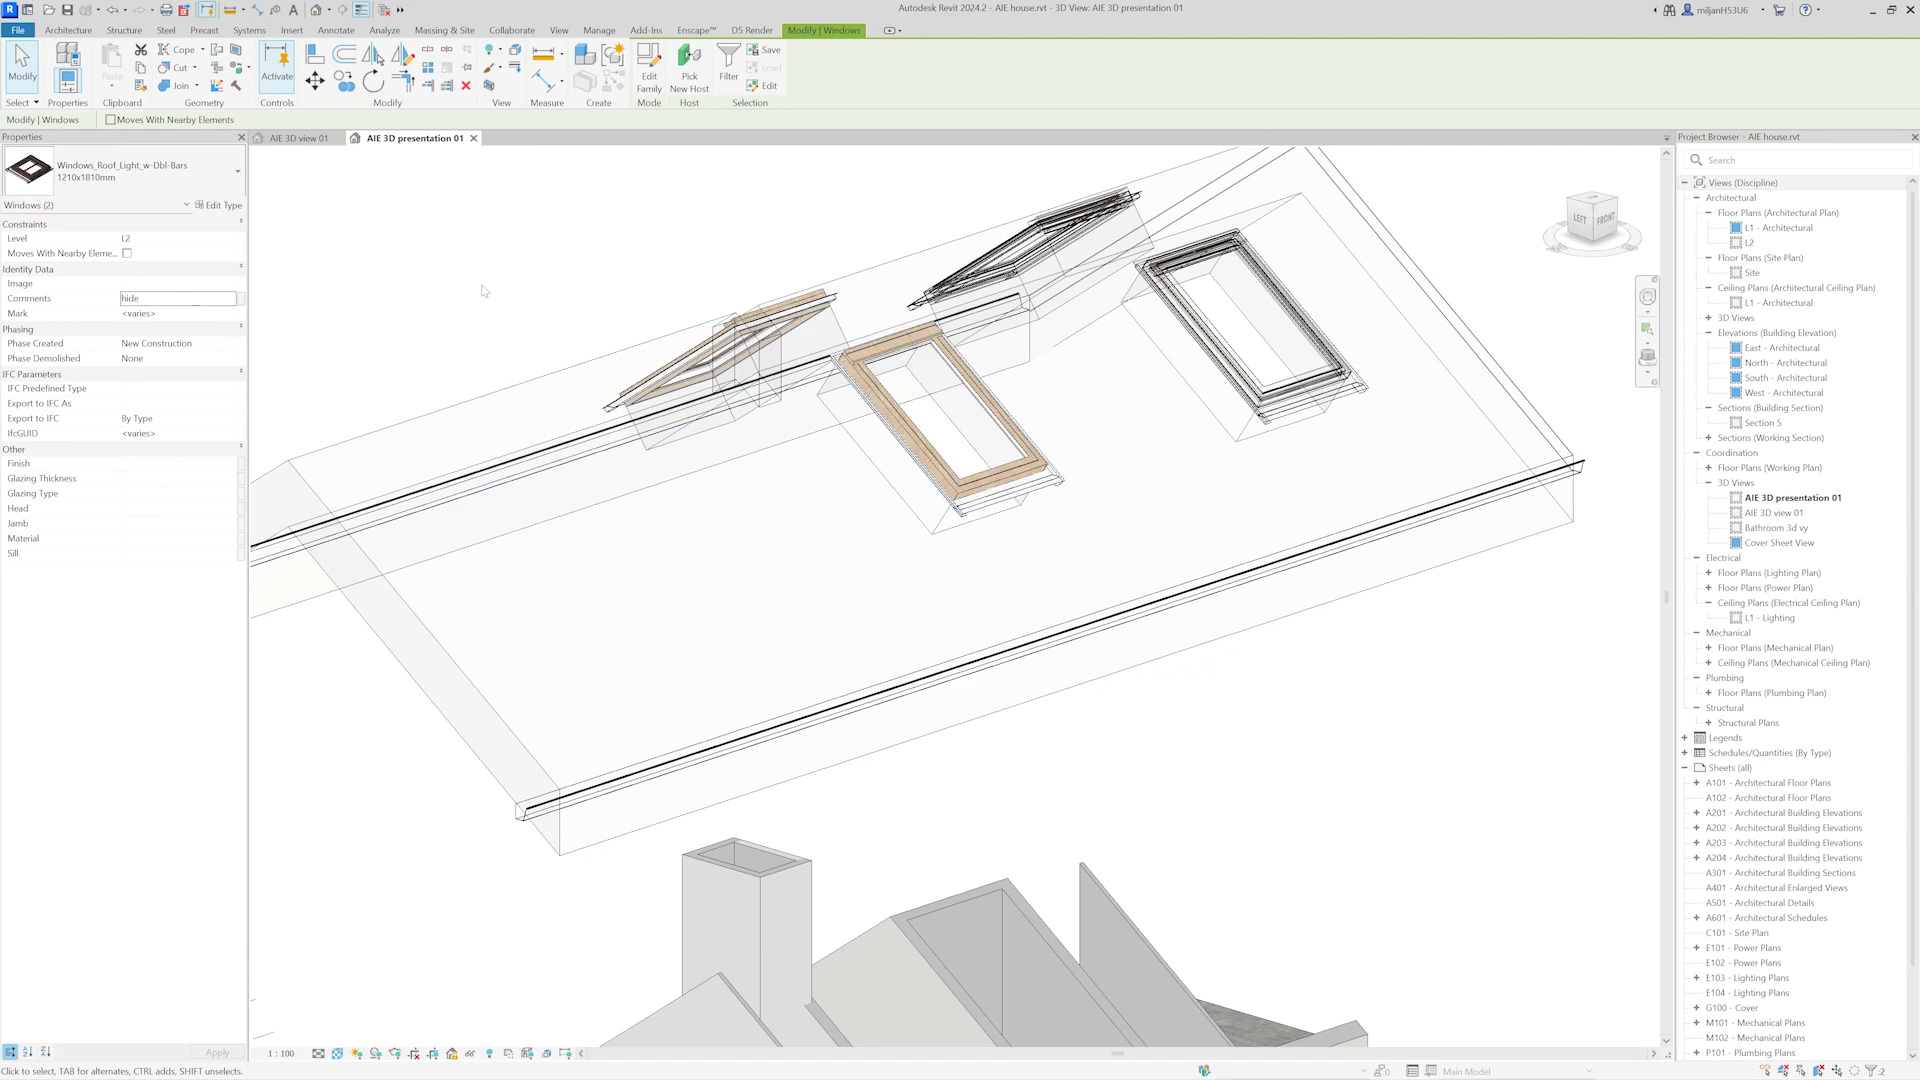 Autodesk Revit 2024.2 - AIE house.rvt - 3D View: AIE 3D presentation 01
miljanH53U6
File
Architecture
Structure
Steel
Precast
Systems
Insert
Annotate
Analyze
Massing & Site
Collaborate
View
Manage
Add-Ins
Enscape™
D5 Render
Modify | Windows
Modify
Paste
Cope
Cut
Join
Activate
Edit
Family
Pick
New Host
Filter
Save
Load
Edit
Select
Properties
Clipboard
Geometry
Controls
Modify
View
Measure
Create
Mode
Host
Selection
Modify | Windows
Moves With Nearby Elements
Properties
Windows_Roof_Light_w-Dbl-Bars
1210x1810mm
Windows (2)
Edit Type
Constraints
Level L2
Moves With Nearby Eleme...
Identity Data
Image
Comments hide
Mark <varies>
Phasing
Phase Created New Construction
Phase Demolished None
IFC Parameters
IFC Predefined Type
Export to IFC As
Export to IFC By Type
IfcGUID <varies>
Other
Finish
Glazing Thickness
Glazing Type
Head
Jamb
Material
Sill
Apply
AIE 3D view 01
AIE 3D presentation 01
LEFT
FRONT
Project Browser - AIE house.rvt
Search
Views (Discipline)
Architectural
Floor Plans (Architectural Plan)
L1 - Architectural
L2
Floor Plans (Site Plan)
Site
Ceiling Plans (Architectural Ceiling Plan)
L1 - Architectural
3D Views
Elevations (Building Elevation)
East - Architectural
North - Architectural
South - Architectural
West - Architectural
Sections (Building Section)
Section 5
Sections (Working Section)
Coordination
Floor Plans (Working Plan)
3D Views
AIE 3D presentation 01
AIE 3D view 01
Bathroom 3d vy
Cover Sheet View
Electrical
Floor Plans (Lighting Plan)
Floor Plans (Power Plan)
Ceiling Plans (Electrical Ceiling Plan)
L1 - Lighting
Mechanical
Floor Plans (Mechanical Plan)
Ceiling Plans (Mechanical Ceiling Plan)
Plumbing
Floor Plans (Plumbing Plan)
Structural
Structural Plans
Legends
Schedules/Quantities (By Type)
Sheets (all)
A101 - Architectural Floor Plans
A102 - Architectural Floor Plans
A201 - Architectural Building Elevations
A202 - Architectural Building Elevations
A203 - Architectural Building Elevations
A204 - Architectural Building Elevations
A301 - Architectural Building Sections
A401 - Architectural Enlarged Views
A501 - Architectural Details
A601 - Architectural Schedules
C101 - Site Plan
E101 - Power Plans
E102 - Power Plans
E103 - Lighting Plans
E104 - Lighting Plans
G100 - Cover
M101 - Mechanical Plans
M102 - Mechanical Plans
P101 - Plumbing Plans
1 : 100
Click to select, TAB for alternates, CTRL adds, SHIFT unselects.
:0
Main Model
:2